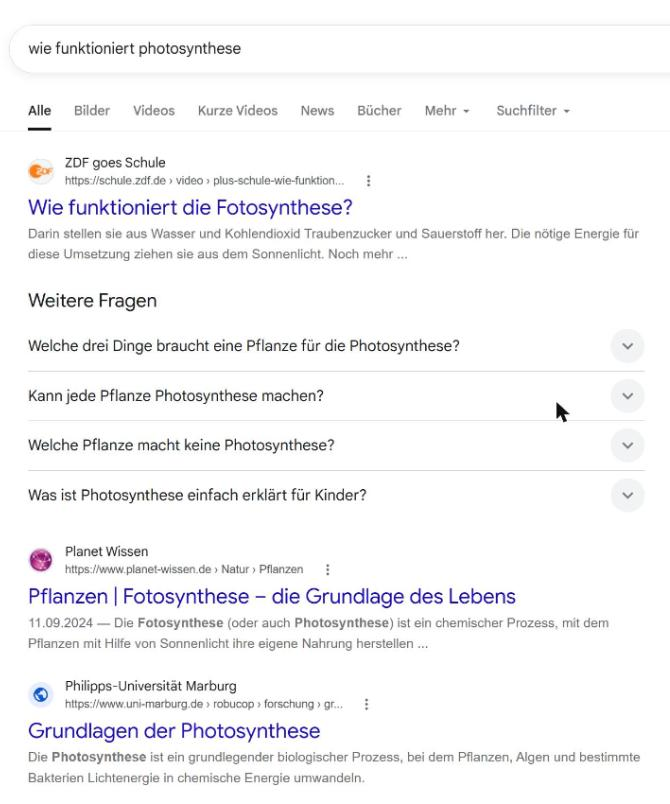 wie funktioniert photosynthese
Alle Bilder Videos Kurze Videos News Bücher Mehr Suchfilter
ZDF goes Schule
https://schule.zdf.de › video › plus-schule-wie-funktion...
Wie funktioniert die Fotosynthese?
Darin stellen sie aus Wasser und Kohlendioxid Traubenzucker und Sauerstoff her. Die nötige Energie für
diese Umsetzung ziehen sie aus dem Sonnenlicht. Noch mehr ...
Weitere Fragen
Welche drei Dinge braucht eine Pflanze für die Photosynthese?
Kann jede Pflanze Photosynthese machen?
Welche Pflanze macht keine Photosynthese?
Was ist Photosynthese einfach erklärt für Kinder?
Planet Wissen
https://www.planet-wissen.de › Natur › Pflanzen
Pflanzen | Fotosynthese – die Grundlage des Lebens
11.09.2024 — Die Fotosynthese (oder auch Photosynthese) ist ein chemischer Prozess, mit dem
Pflanzen mit Hilfe von Sonnenlicht ihre eigene Nahrung herstellen ...
Philipps-Universität Marburg
https://www.uni-marburg.de › robucop › forschung › gr...
Grundlagen der Photosynthese
Die Photosynthese ist ein grundlegender biologischer Prozess, bei dem Pflanzen, Algen und bestimmte
Bakterien Lichtenergie in chemische Energie umwandeln.